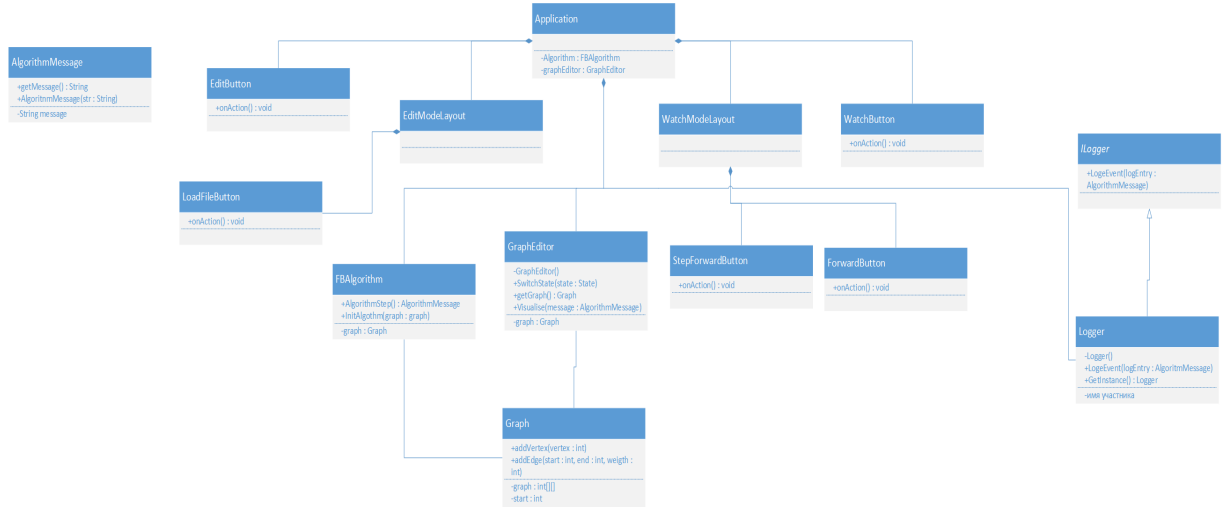 Application
-Algorithm : FBAlgorithm
-graphEditor : GraphEditor
AlgorithmMessage
+getMessage() : String
+AlgoritnmMessage(str : String)
-String message
EditButton
+onAction() : void
EditModeLayout
WatchModeLayout
WatchButton
+onAction() : void
ILogger
+LogeEvent(logEntry :
AlgorithmMessage)
LoadFileButton
+onAction() : void
FBAlgorithm
+AlgorithmStep() : AlgorithmMessage
+InitAlgothm(graph : graph)
-graph : Graph
GraphEditor
-GraphEditor()
+SwitchState(state : State)
+getGraph() : Graph
+Visualise(message : AlgorithmMessage)
-graph : Graph
StepForwardButton
+onAction() : void
ForwardButton
+onAction() : void
Logger
-Logger()
+LogeEvent(logEntry : AlgoritmMessage)
+GetInstance() : Logger
-имя участника
Graph
+addVertex(vertex : int)
+addEdge(start : int, end : int, weigth :
int)
-graph : int[][]
-start : int